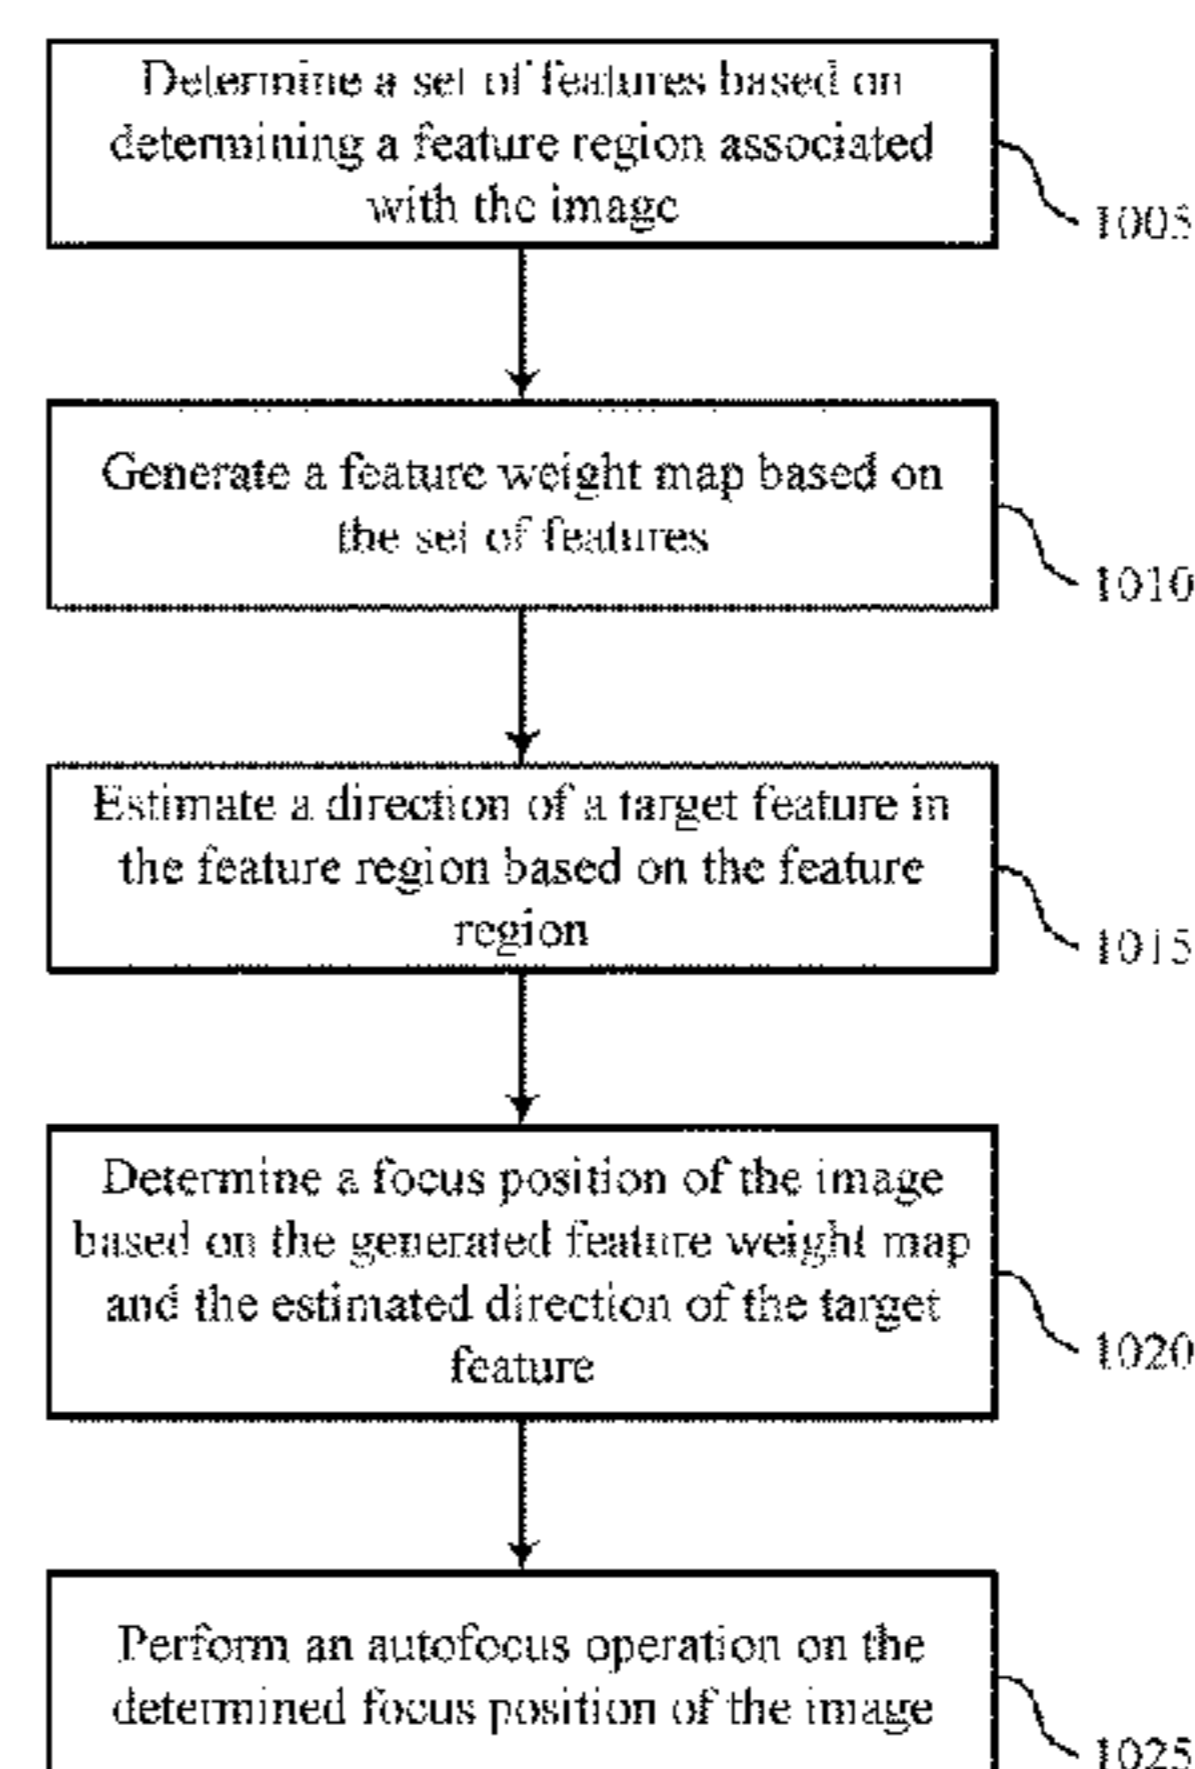 Determine a set of features based on
determining a feature region associated
with the image
1005
Generate a feature weight map based on
the set of features
1010
Estimate a direction of a target feature in
the feature region based on the feature
region
1015
Determine a focus position of the image
based on the generated feature weight map
and the estimated direction of the target
feature
1020
Perform an autofocus operation on the
determined focus position of the image
1025